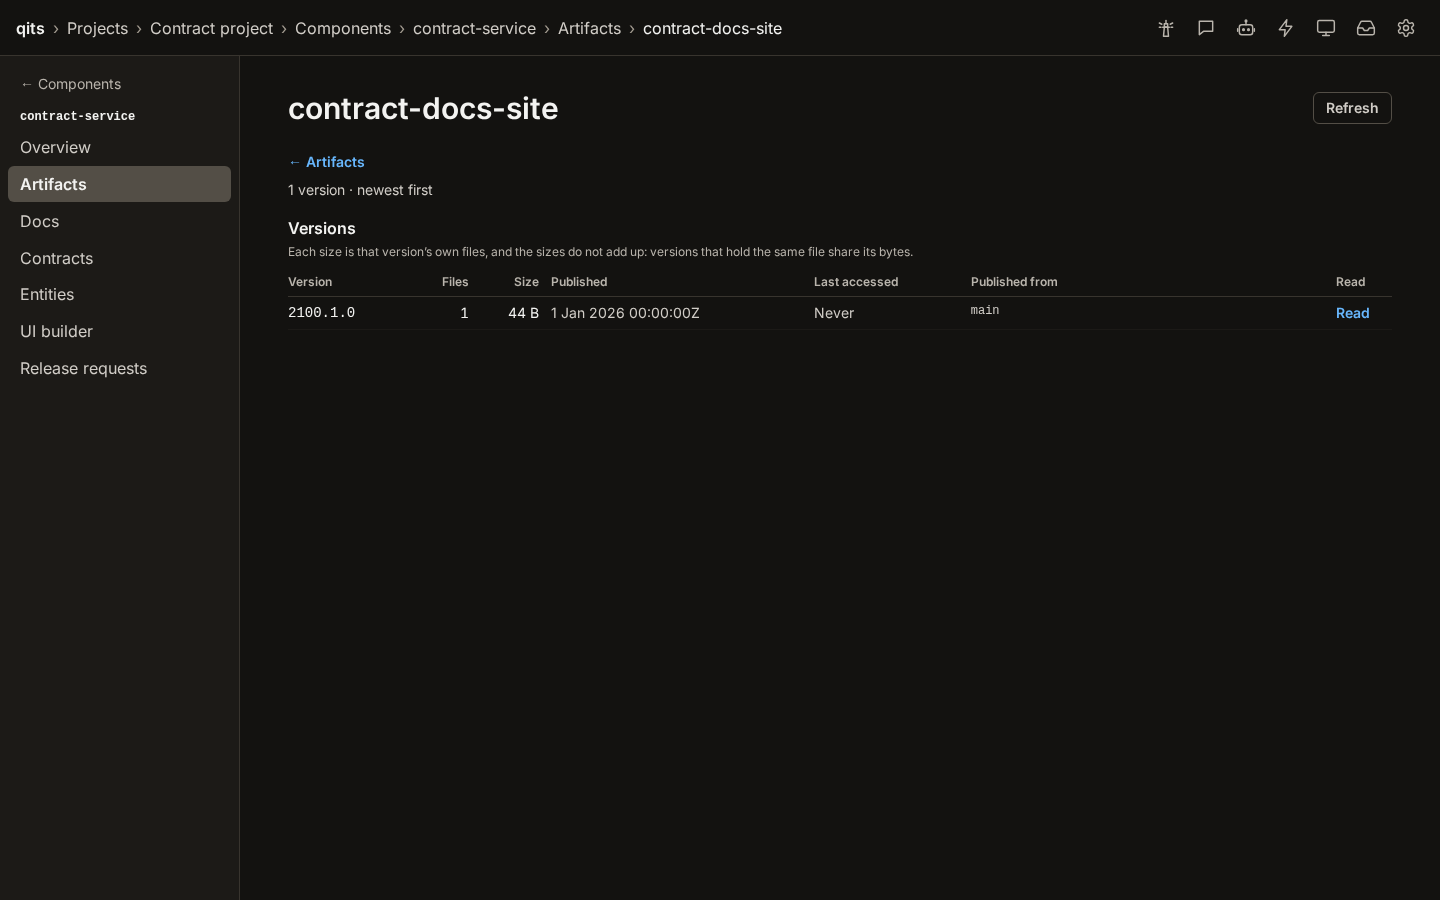 qits › Projects › Contract project › Components › contract-service › Artifacts › contract-docs-site
← Components
contract-service
Overview
Artifacts
Docs
Contracts
Entities
UI builder
Release requests
contract-docs-site
Refresh
← Artifacts
1 version · newest first
Versions
Each size is that version’s own files, and the sizes do not add up: versions that hold the same file share its bytes.
Version Files Size Published Last accessed Published from Read
2100.1.0 1 44 B 1 Jan 2026 00:00:00Z Never main Read